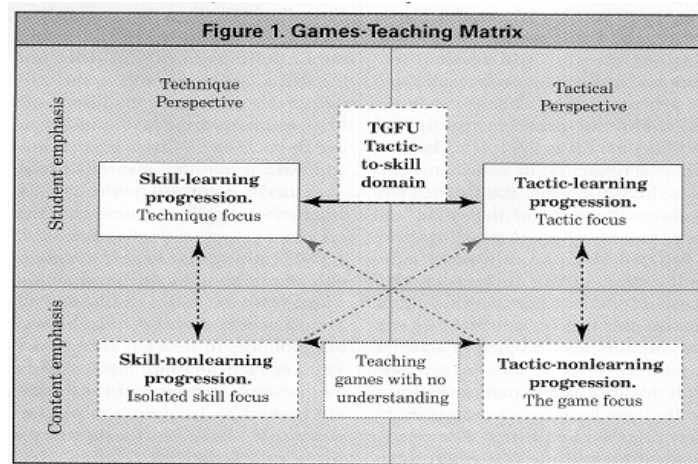 Figure 1. Games-Teaching Matrix
Technique
Perspective
Tactical
Perspective
TGFU
Tactic-
to-skill
domain
Student emphasis
Skill-learning
progression.
Technique focus
Tactic-learning
progression.
Tactic focus
Content emphasis
Skill-nonlearning
progression.
Isolated skill focus
Teaching
games with no
understanding
Tactic-nonlearning
progression.
The game focus